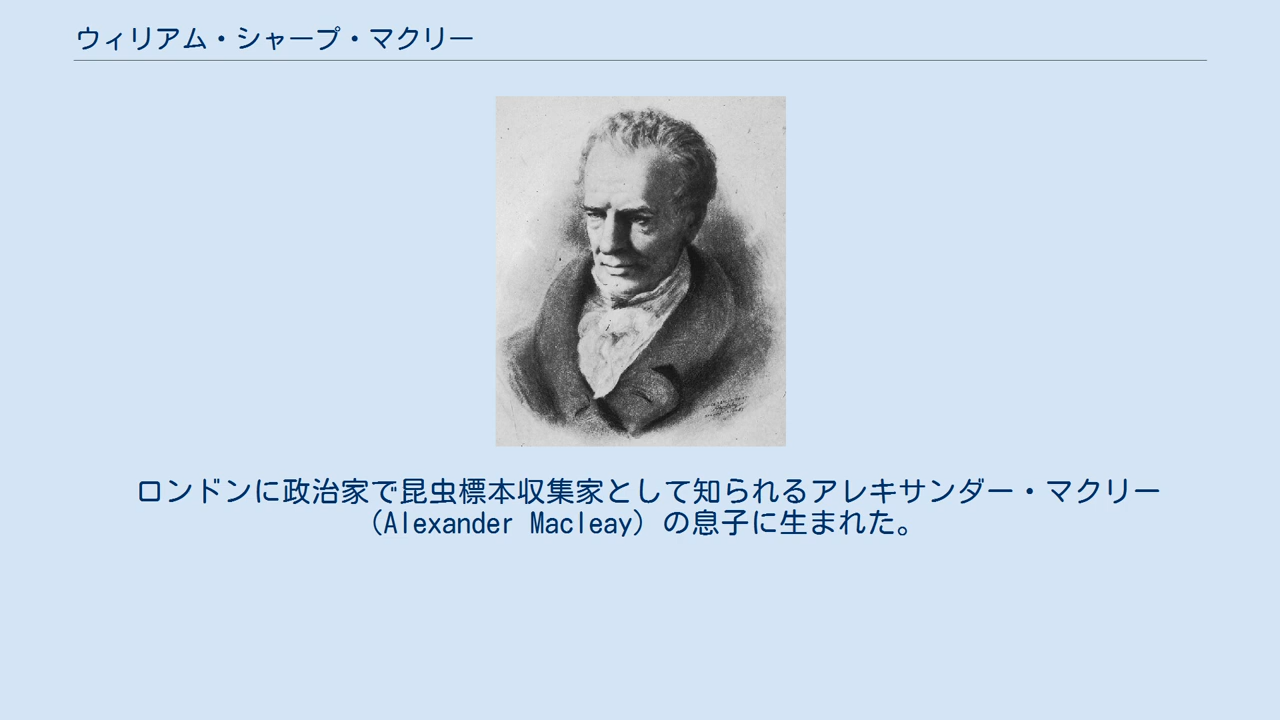 ウィリアム・シャープ・マクリー
ロンドンに政治家で昆虫標本収集家として知られるアレキサンダー・マクリー
（Alexander Macleay）の息子に生まれた。